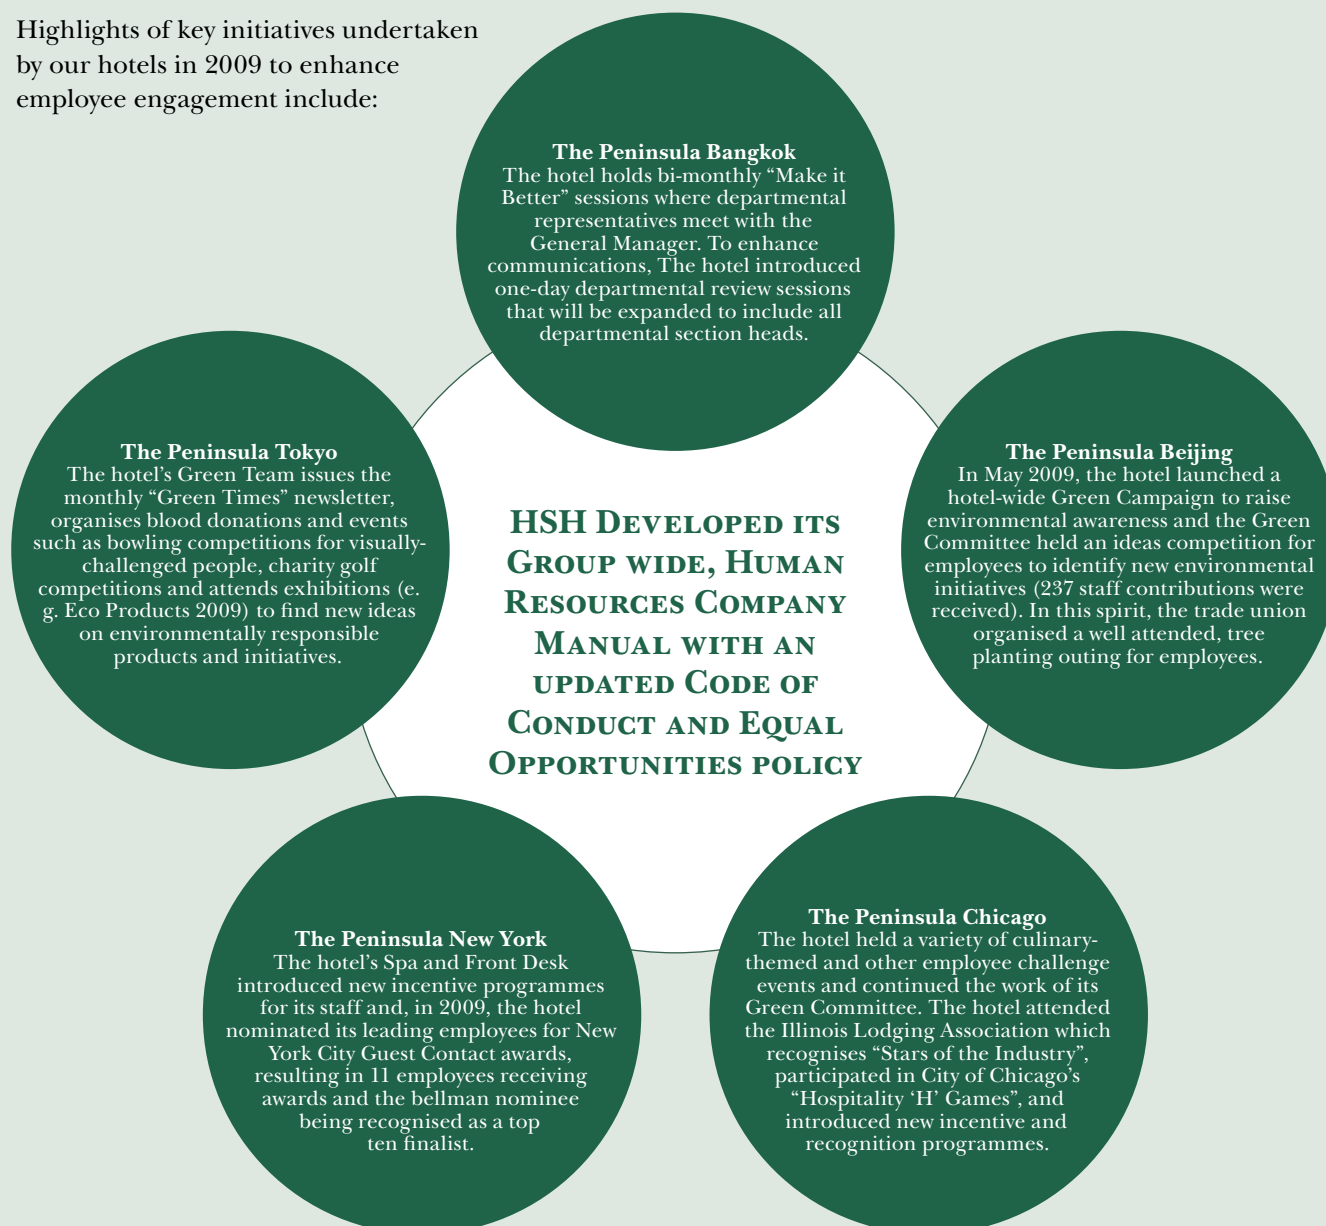 Highlights of key initiatives undertaken
by our hotels in 2009 to enhance
employee engagement include:
The Peninsula Bangkok
The hotel holds bi-monthly “Make it
Better” sessions where departmental
representatives meet with the
General Manager. To enhance
communications, The hotel introduced
one-day departmental review sessions
that will be expanded to include all
departmental section heads.
The Peninsula Tokyo
The hotel’s Green Team issues the
monthly “Green Times” newsletter,
organises blood donations and events
such as bowling competitions for visually-
challenged people, charity golf
competitions and attends exhibitions (e.
g. Eco Products 2009) to find new ideas
on environmentally responsible
products and initiatives.
The Peninsula Beijing
In May 2009, the hotel launched a
hotel-wide Green Campaign to raise
environmental awareness and the Green
Committee held an ideas competition for
employees to identify new environmental
initiatives (237 staff contributions were
received). In this spirit, the trade union
organised a well attended, tree
planting outing for employees.
HSH Developed its
Group wide, Human
Resources Company
Manual with an
updated Code of
Conduct and Equal
Opportunities policy
The Peninsula New York
The hotel’s Spa and Front Desk
introduced new incentive programmes
for its staff and, in 2009, the hotel
nominated its leading employees for New
York City Guest Contact awards,
resulting in 11 employees receiving
awards and the bellman nominee
being recognised as a top
ten finalist.
The Peninsula Chicago
The hotel held a variety of culinary-
themed and other employee challenge
events and continued the work of its
Green Committee. The hotel attended
the Illinois Lodging Association which
recognises “Stars of the Industry”,
participated in City of Chicago’s
“Hospitality ‘H’ Games”, and
introduced new incentive and
recognition programmes.